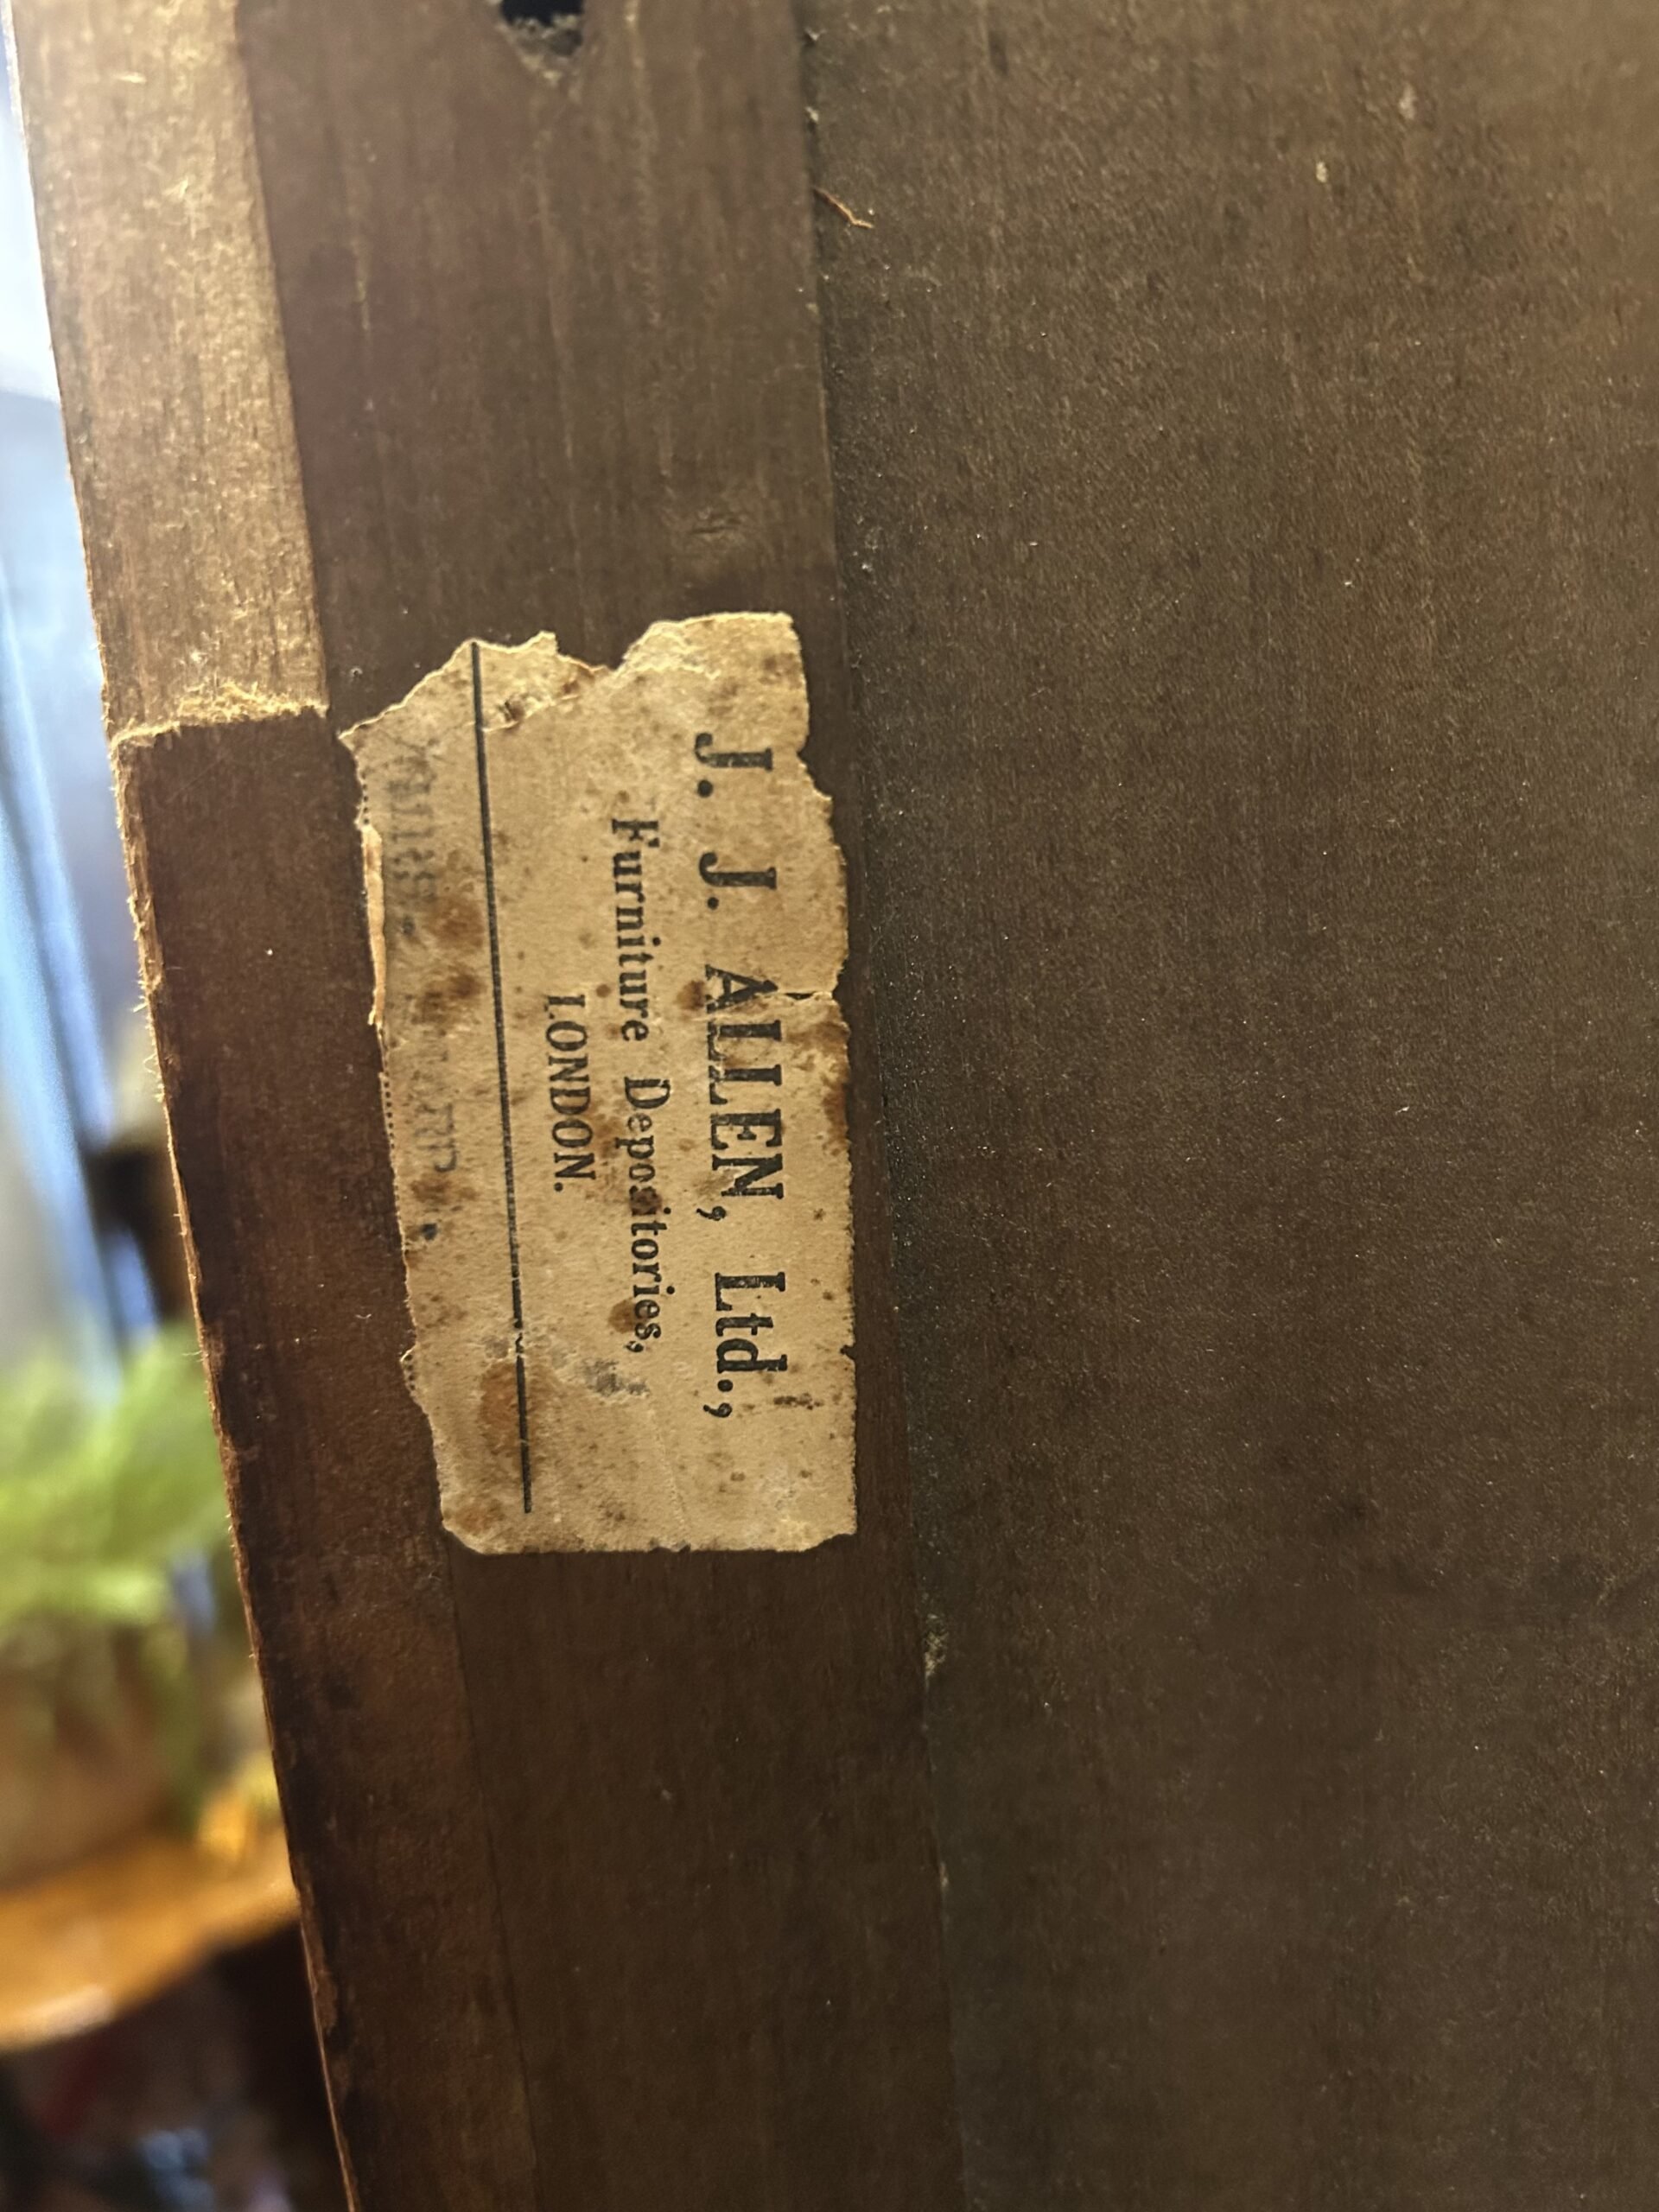 J. J. ALLEN, Ltd.,
Furniture Depositories,
LONDON.